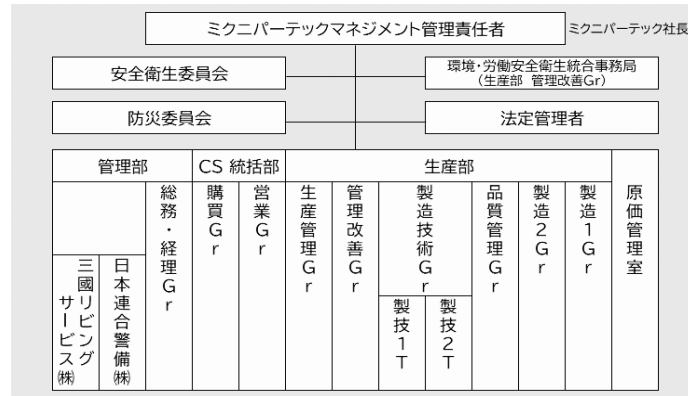 ミクニパーテックマネジメント管理責任者
ミクニパーテック社長
安全衛生委員会
環境・労働安全衛生統合事務局
(生産部 管理改善Gr)
防災委員会
法定管理者
管理部
CS 統括部
生産部
原価管理室
三國リビング
サービス㈱
日本連合警備㈱
総務・経理Gr
購買Gr
営業Gr
生産管理Gr
管理改善Gr
製造技術Gr
製技1T
製技2T
品質管理Gr
製造2Gr
製造1Gr